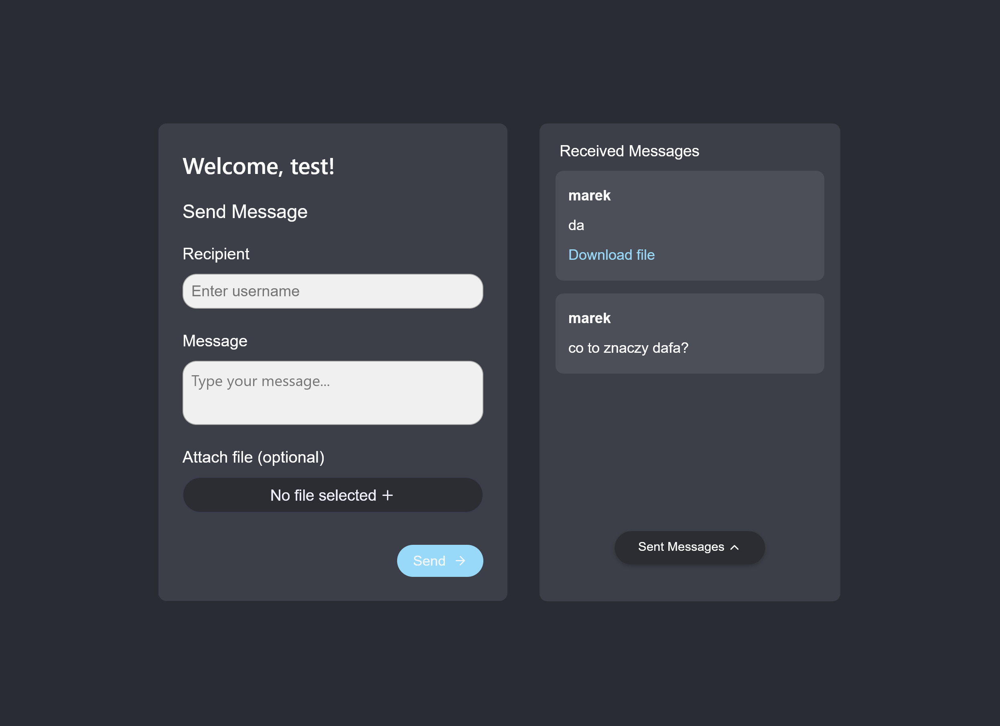 Welcome, test!
Send Message
Recipient
Enter username
Message
Type your message...
Attach file (optional)
No file selected +
Send →
Received Messages
marek
da
Download file
marek
co to znaczy dafa?
Sent Messages